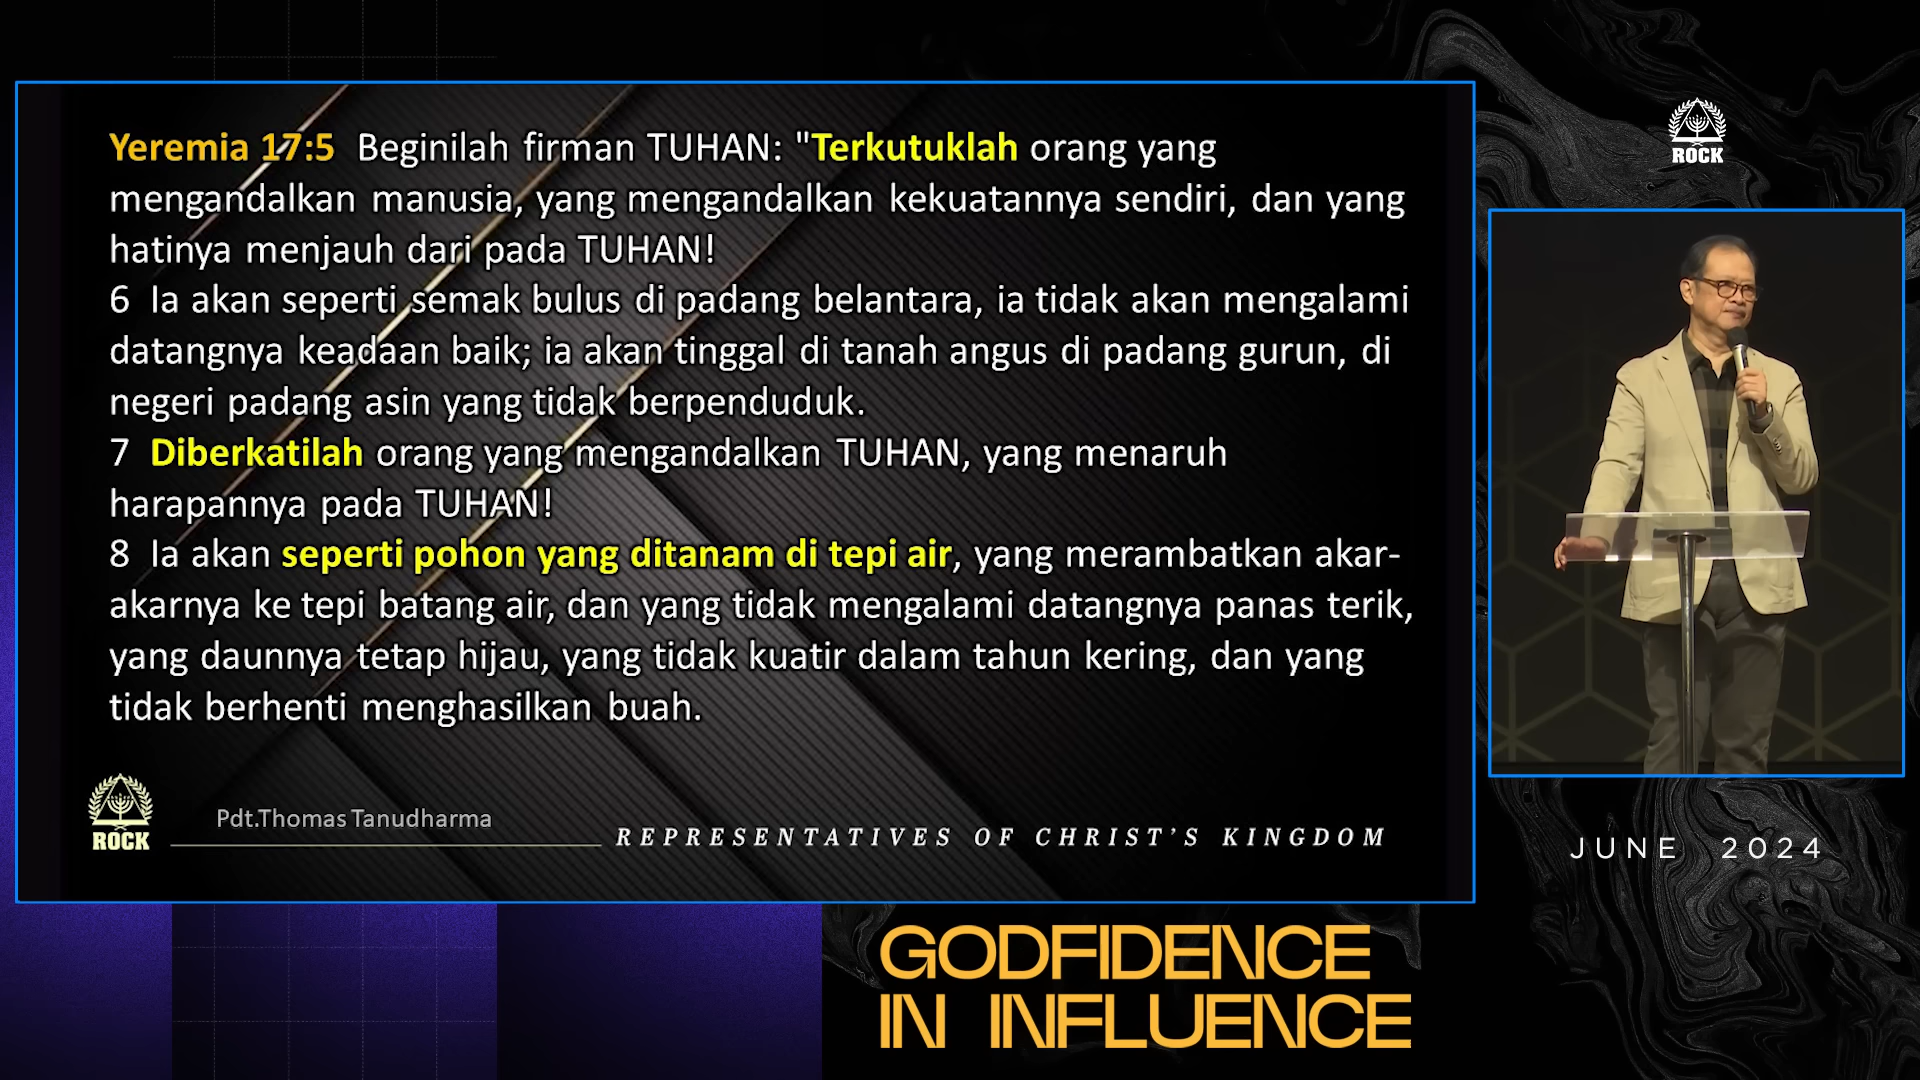 Yeremia 17:5 Beginilah firman TUHAN: "Terkutuklah orang yang
mengandalkan manusia, yang mengandalkan kekuatannya sendiri, dan yang
hatinya menjauh dari pada TUHAN!
6 Ia akan seperti semak bulus di padang belantara, ia tidak akan mengalami
datangnya keadaan baik; ia akan tinggal di tanah angus di padang gurun, di
negeri padang asin yang tidak berpenduduk.
7 Diberkatilah orang yang mengandalkan TUHAN, yang menaruh
harapannya pada TUHAN!
8 Ia akan seperti pohon yang ditanam di tepi air, yang merambatkan akar-
akarnya ke tepi batang air, dan yang tidak mengalami datangnya panas terik,
yang daunnya tetap hijau, yang tidak kuatir dalam tahun kering, dan yang
tidak berhenti menghasilkan buah.
ROCK
Pdt.Thomas Tanudharma
REPRESENTATIVES OF CHRIST'S KINGDOM
ROCK
JUNE 2024
GODFIDENCE
IN INFLUENCE